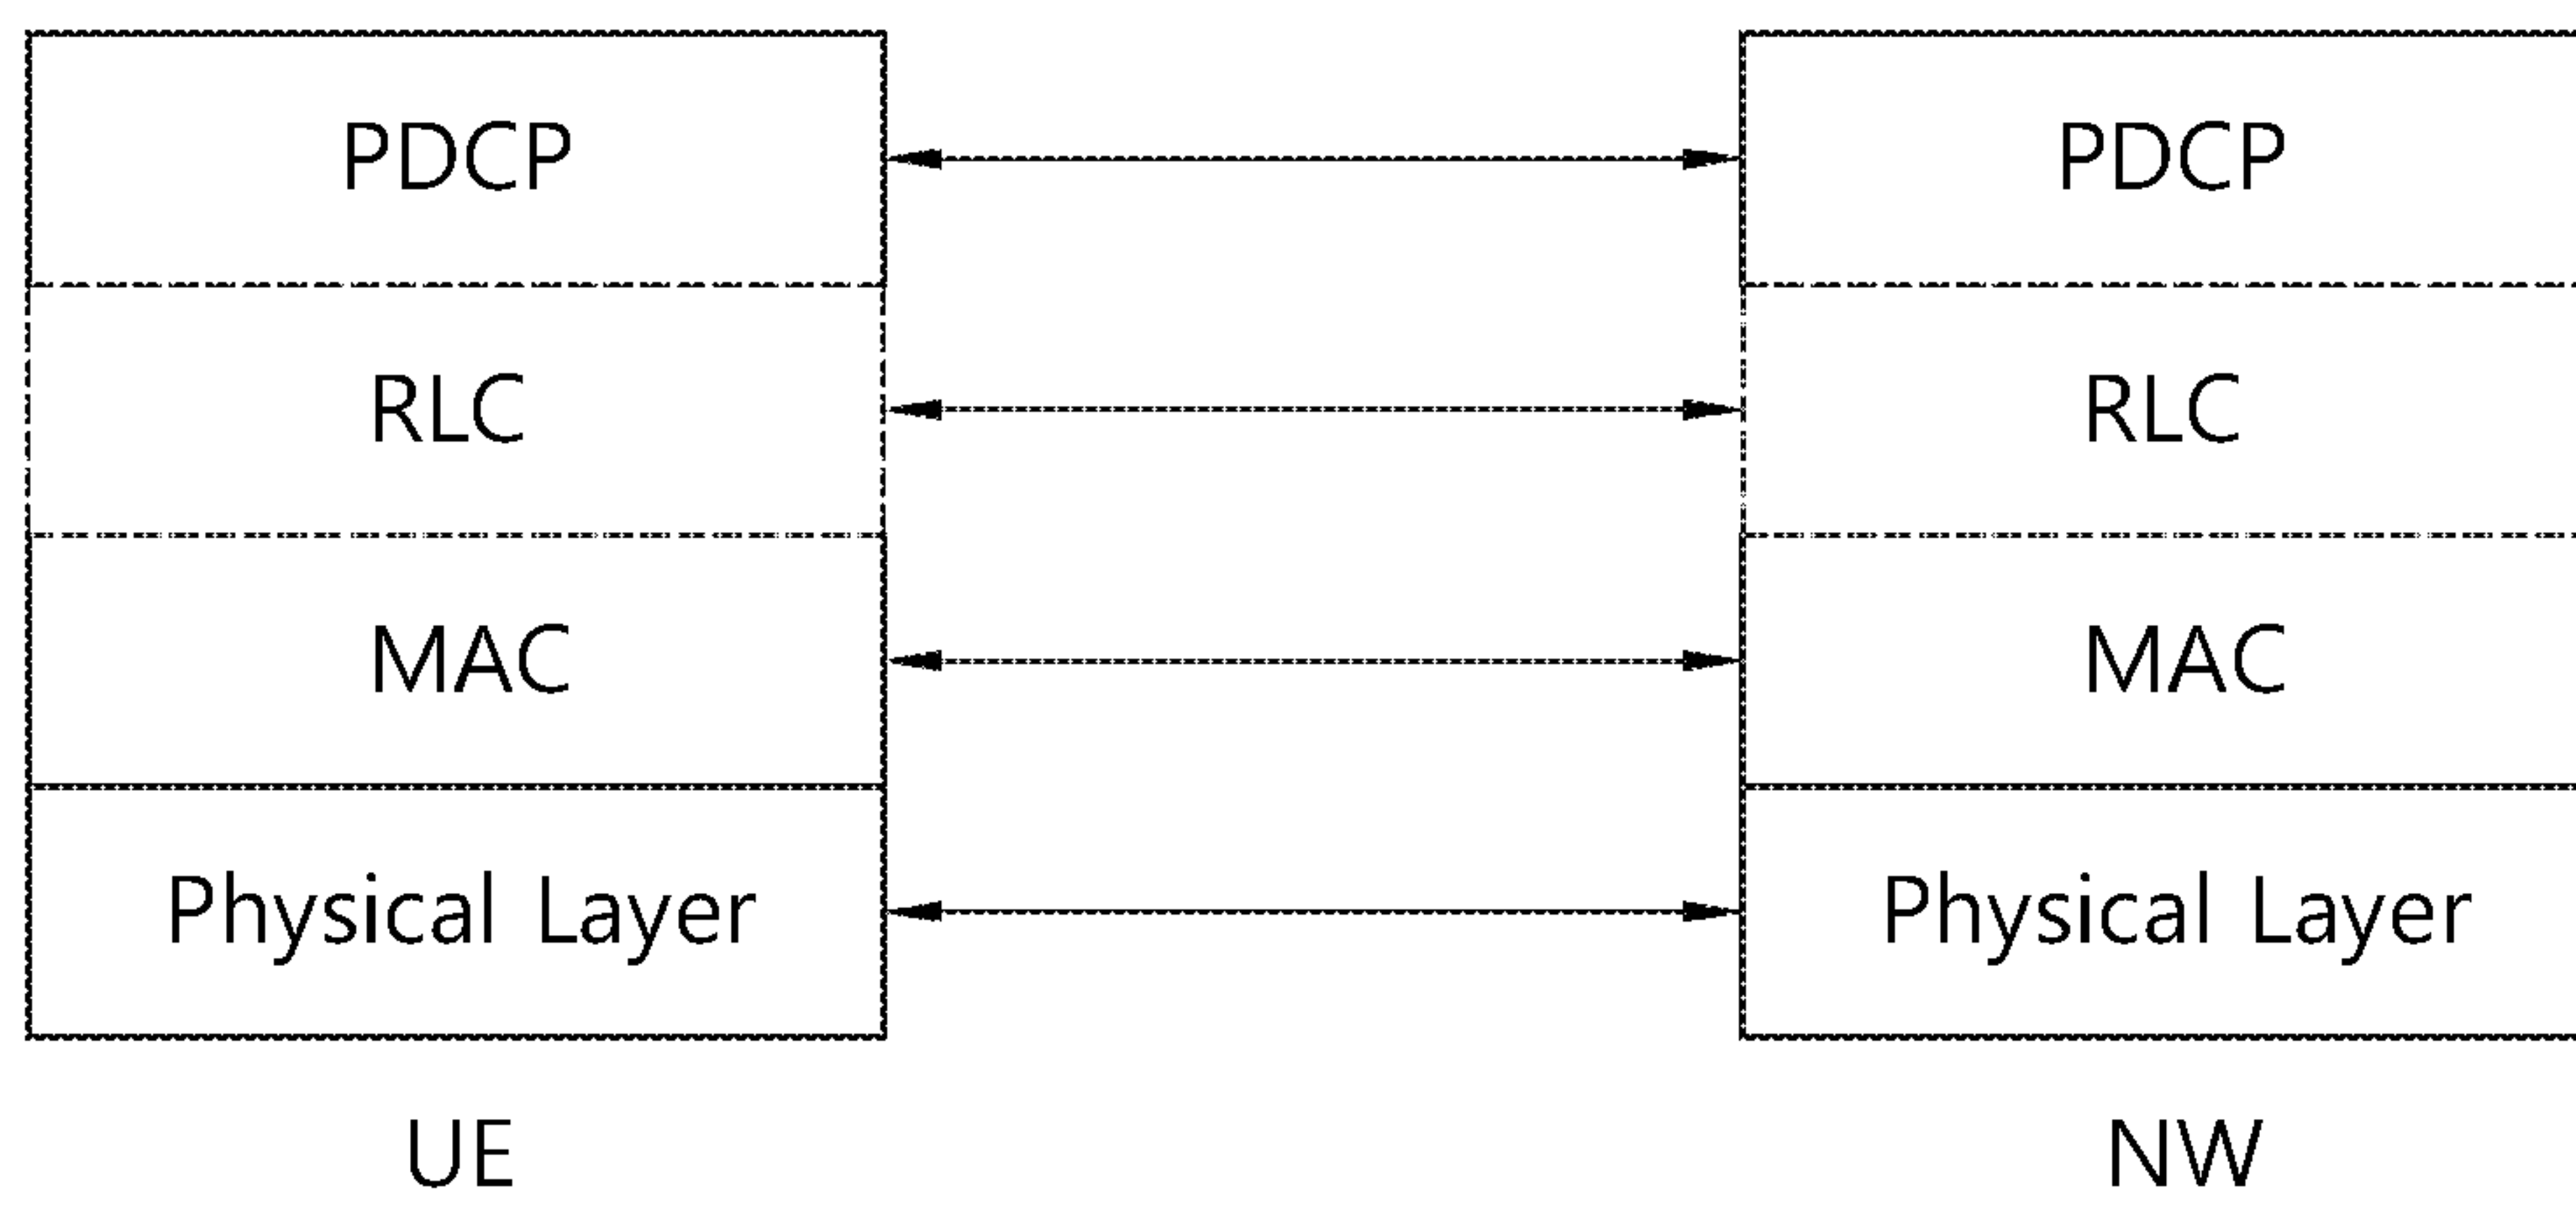 PDCP PDCP
RLC RLC
MAC MAC
Physical Layer Physical Layer
UE NW